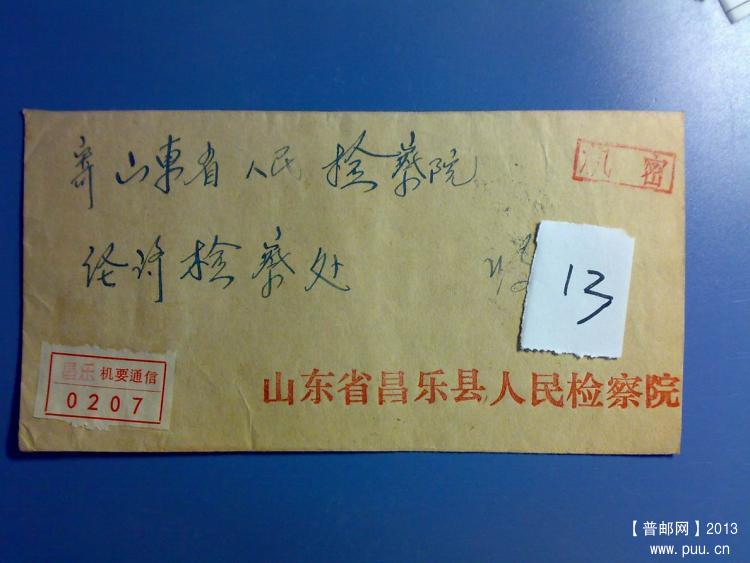 寄山東省人民检察院
机密
经济检察处
13
昌乐机要通信
0207
山东省昌乐县人民检察院
【普邮网】2013
www.puu.cn